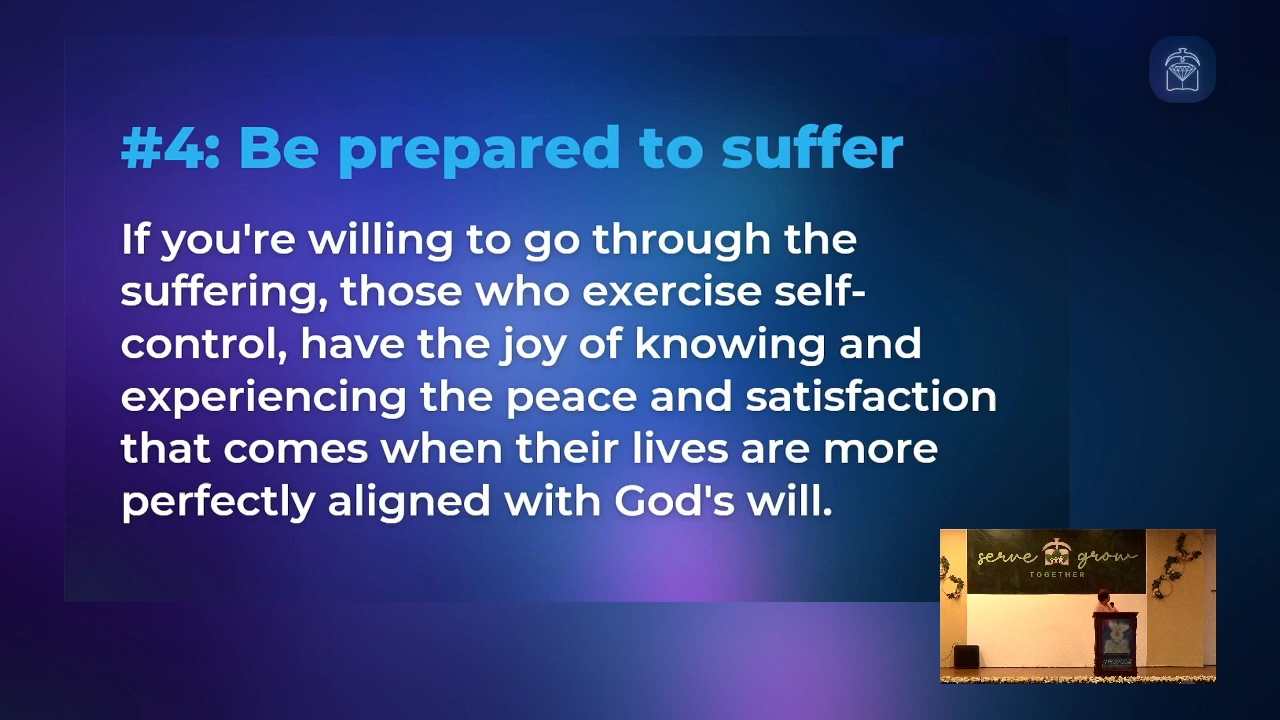 #4: Be prepared to suffer
If you're willing to go through the
suffering, those who exercise self-
control, have the joy of knowing and
experiencing the peace and satisfaction
that comes when their lives are more
perfectly aligned with God's will.
serve grow
TOGETHER